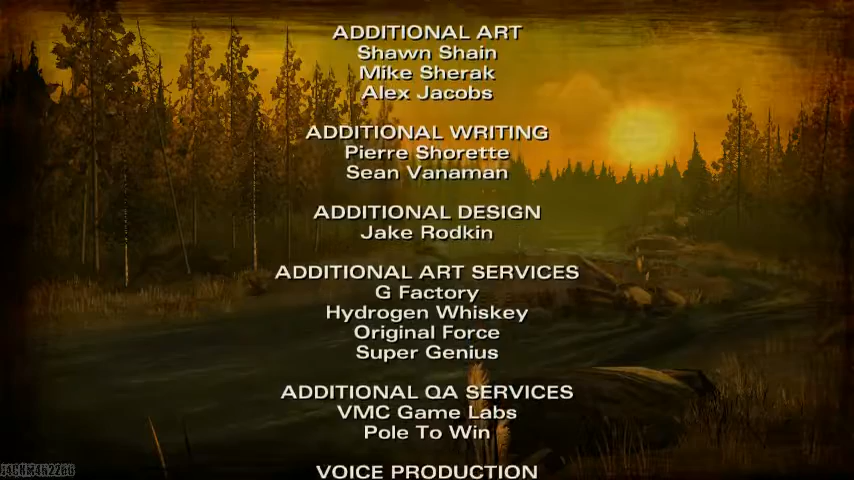 ADDITIONAL ART
Shawn Shain
Mike Sherak
Alex Jacobs
ADDITIONAL WRITING
Pierre Shorette
Sean Vanaman
ADDITIONAL DESIGN
Jake Rodkin
ADDITIONAL ART SERVICES
G Factory
Hydrogen Whiskey
Original Force
Super Genius
ADDITIONAL QA SERVICES
VMC Game Labs
Pole To Win
VOICE PRODUCTION